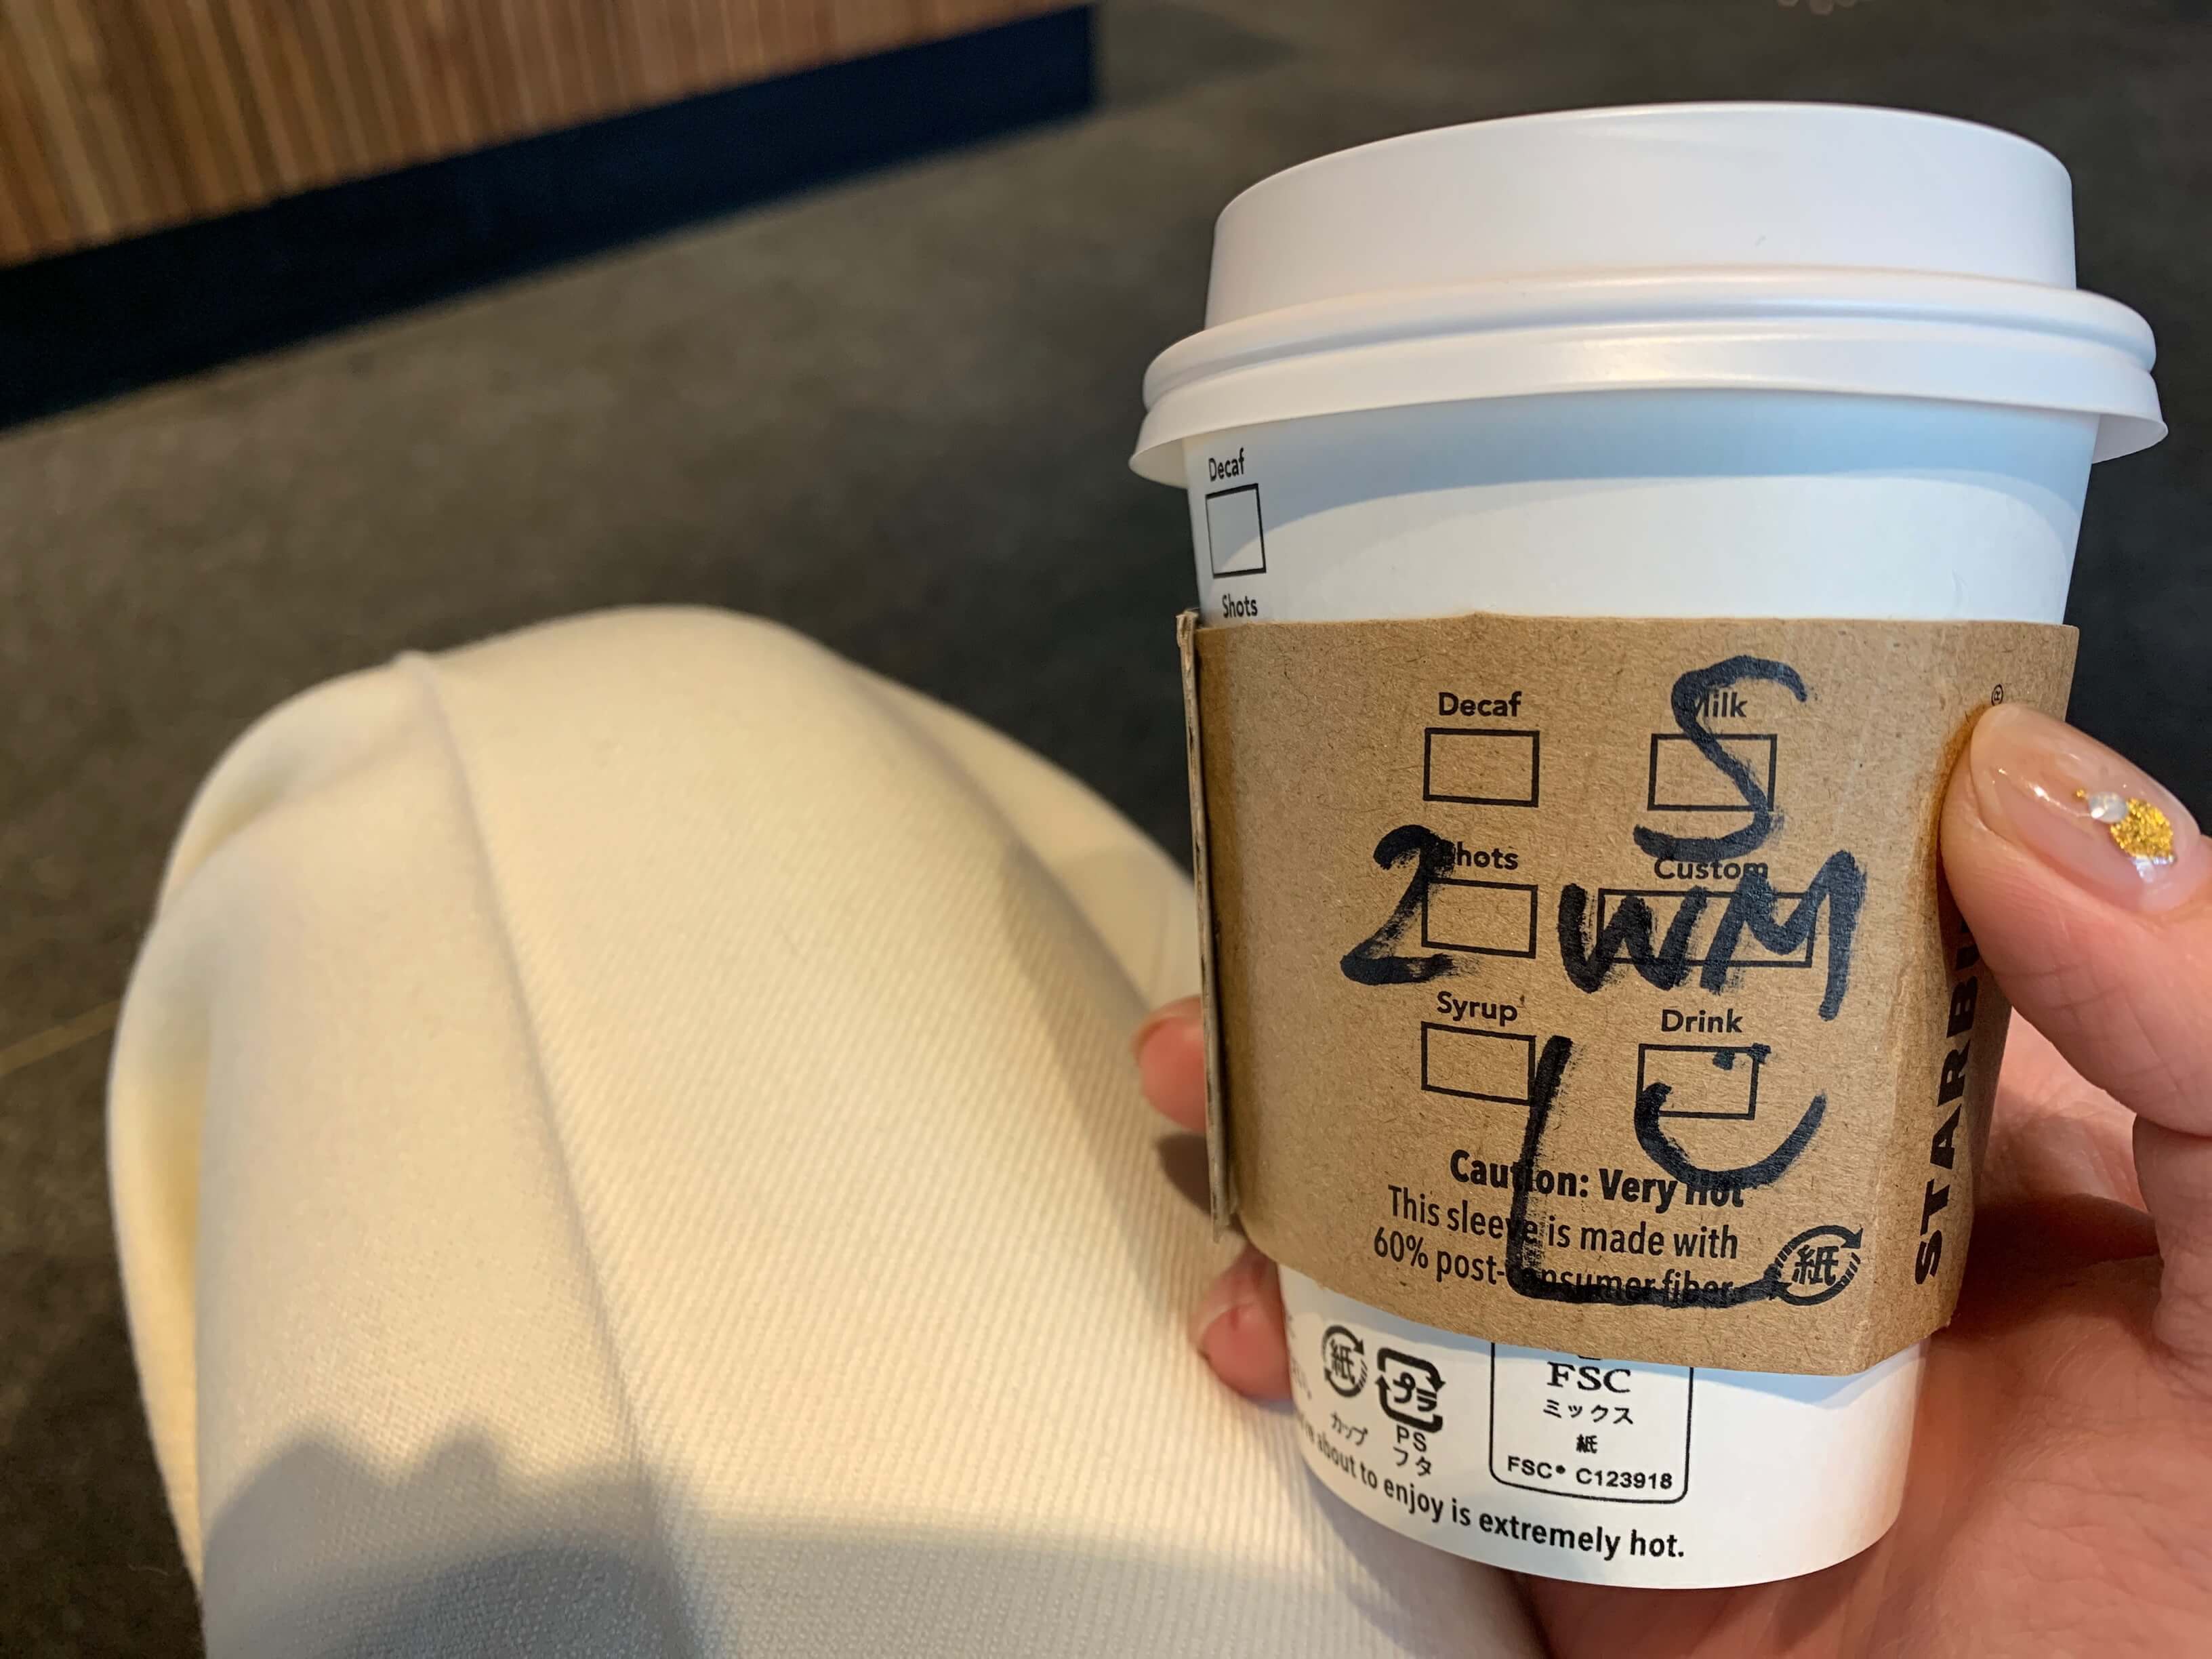 Decaf
Shots
S
Decaf Milk
2 Shots Custom
WM
Syrup Drink
L
Caution: Very Hot
This sleeve is made with
60% post-consumer fiber.
紙
STARBU
®
紙
カップ
プラ
PS
フタ
FSC
ミックス
紙
FSC® C123918
about to enjoy is extremely hot.